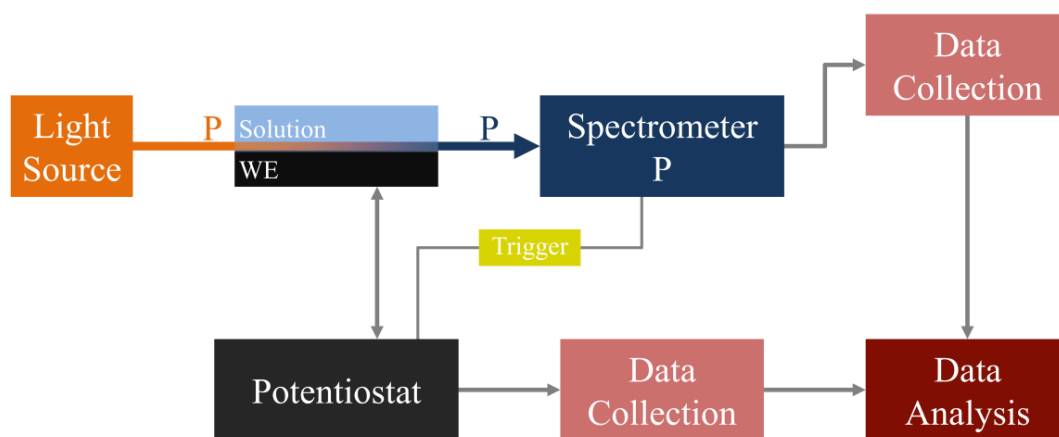 Data
Collection
Light
Source
P
Solution
WE
P
Spectrometer
P
Trigger
Potentiostat
Data
Collection
Data
Analysis